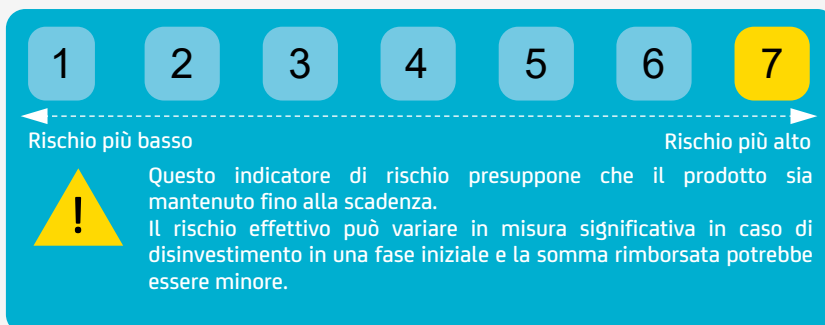 1 2 3 4 5 6 7
Rischio più basso Rischio più alto
Questo indicatore di rischio presuppone che il prodotto sia
mantenuto fino alla scadenza.
!
Il rischio effettivo può variare in misura significativa in caso di
disinvestimento in una fase iniziale e la somma rimborsata potrebbe
essere minore.